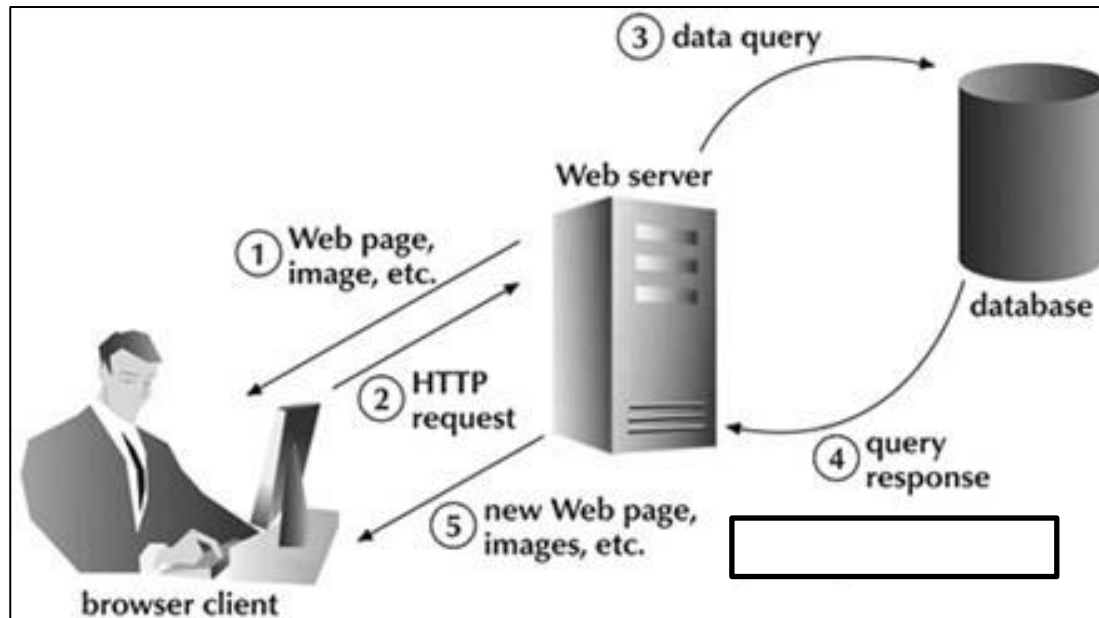 3 data query
Web server
1 Web page,
image, etc.
database
2 HTTP
request
4 query
response
5 new Web page,
images, etc.
browser client